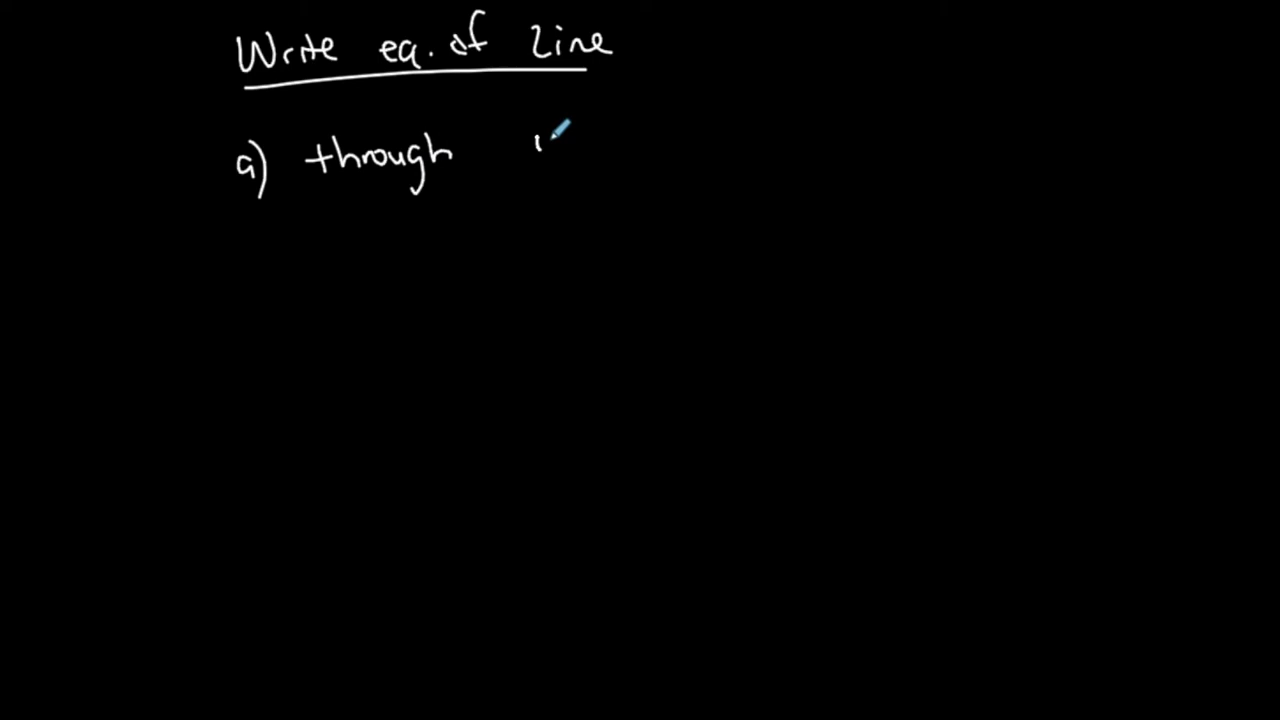 Write eq. of Line
a) through